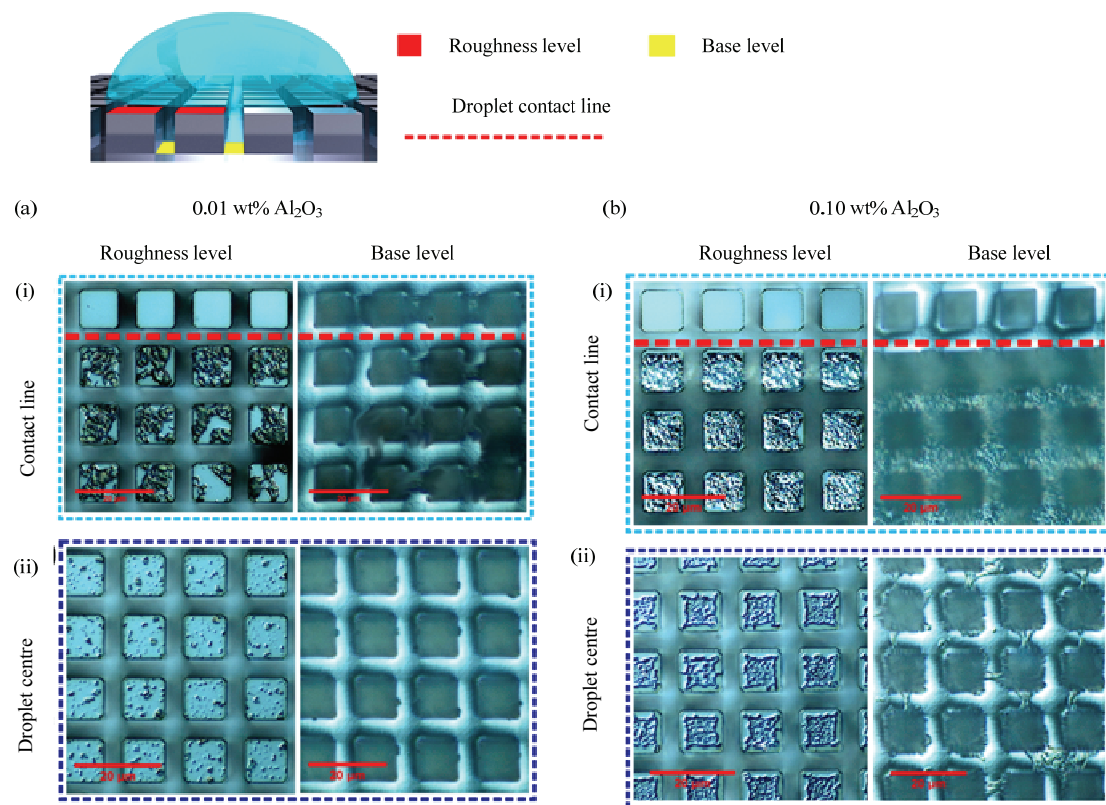 Roughness level
Base level
Droplet contact line
(a)
0.01 wt% Al₂O₃
Roughness level
Base level
(i)
Contact line
(ii)
Droplet centre
20 μm
20 μm
(b)
0.10 wt% Al₂O₃
Roughness level
Base level
(i)
Contact line
20 μm
20 μm
(ii)
Droplet centre
20 μm
20 μm